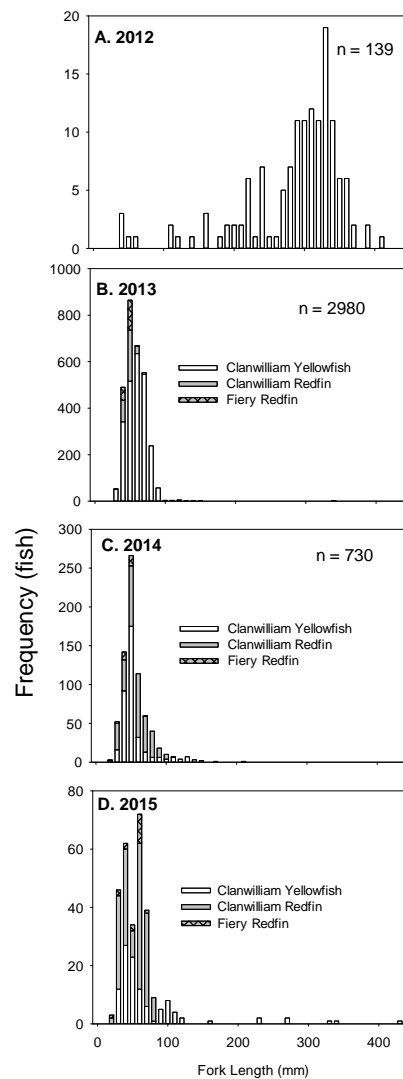 A. 2012
n = 139
20
15
10
5
0
B. 2013
n = 2980
1000
800
600
400
200
0
Clanwilliam Yellowfish
Clanwilliam Redfin
Fiery Redfin
C. 2014
n = 730
300
250
200
150
100
50
0
Clanwilliam Yellowfish
Clanwilliam Redfin
Fiery Redfin
D. 2015
80
60
40
20
0
Clanwilliam Yellowfish
Clanwilliam Redfin
Fiery Redfin
0 100 200 300 400
Fork Length (mm)
Frequency (fish)